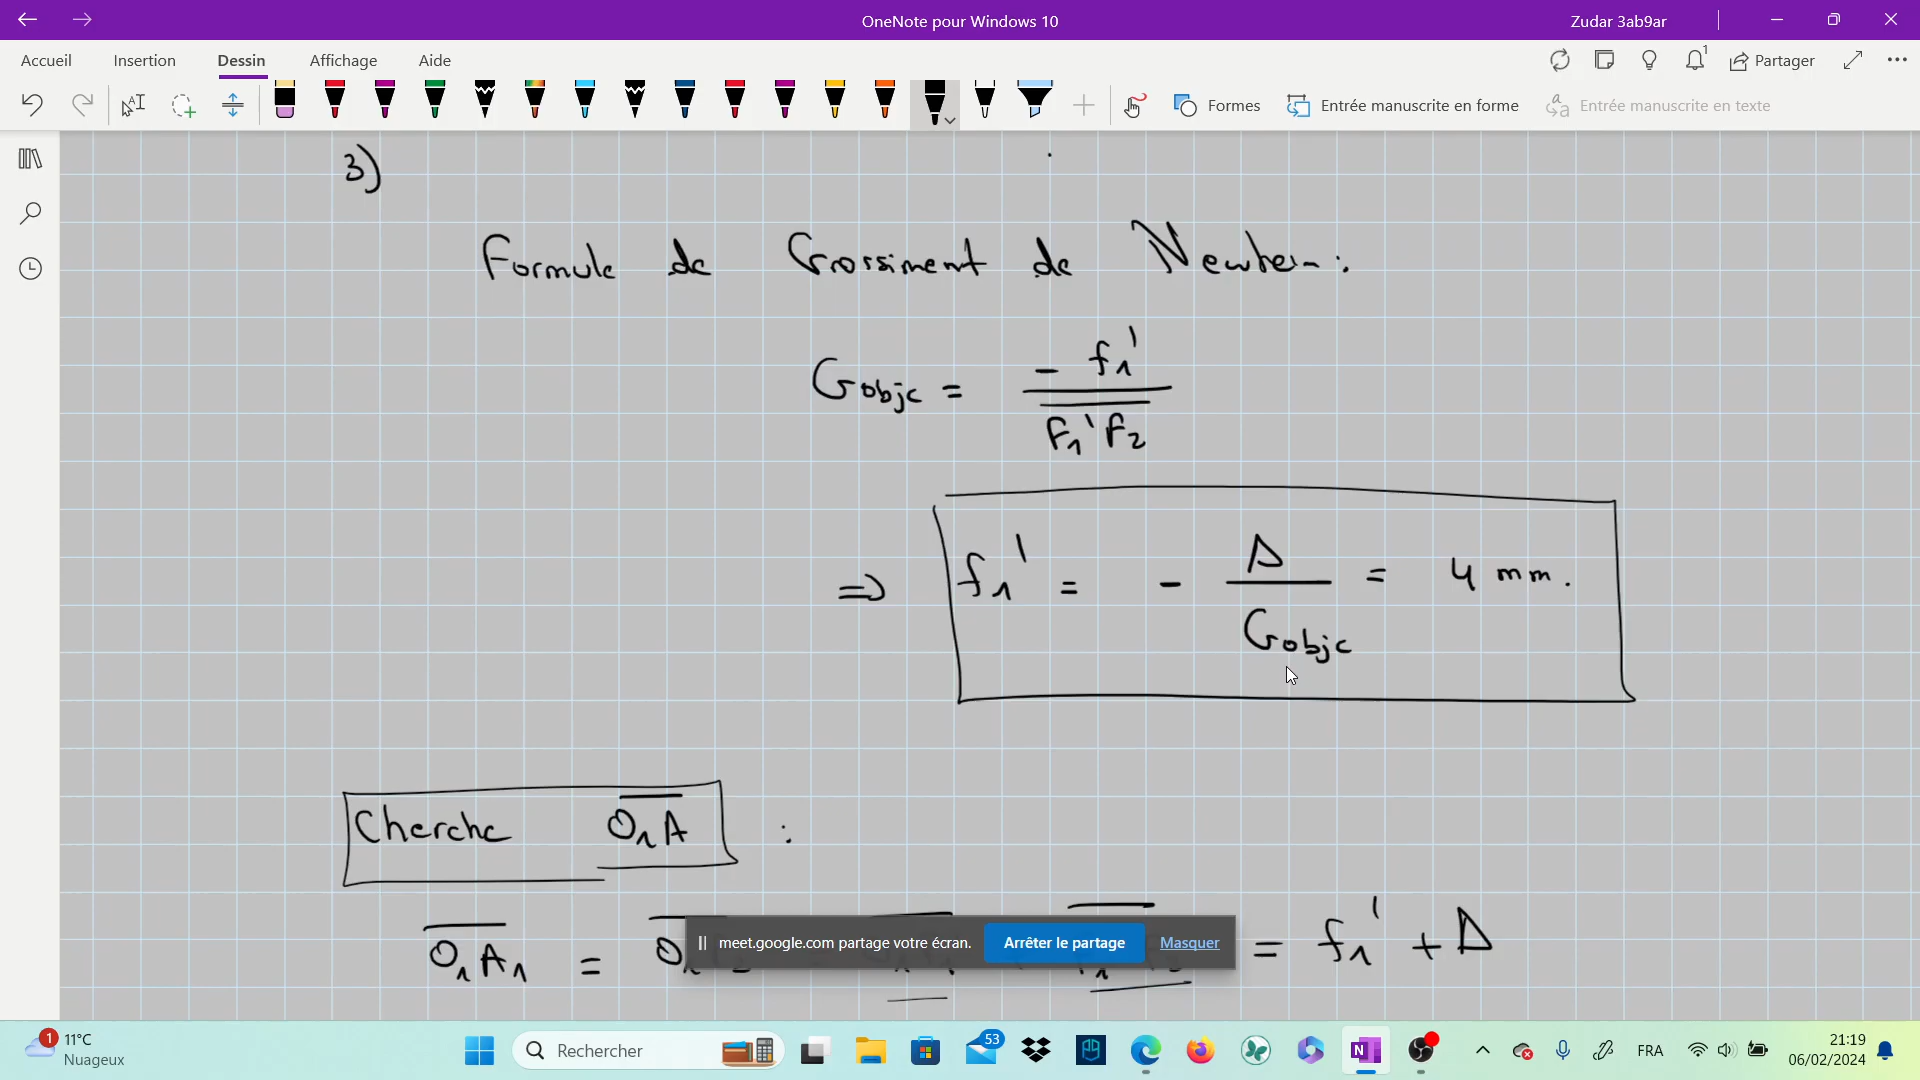 OneNote pour Windows 10
Zudar 3ab9ar
Accueil Insertion Dessin Affichage Aide
1
Partager
Formes
Entrée manuscrite en forme
Entrée manuscrite en texte
3)
Formule de Grossiment de Newton :
Gobjc = - f1' / F1'F2
=> f1' = - Δ / Gobjc = 4 mm.
Cherche O1A :
O1A1 = = f1' + Δ
meet.google.com partage votre écran.
Arrêter le partage
Masquer
1
11°C
Nuageux
Rechercher
53
FRA
21:19
06/02/2024